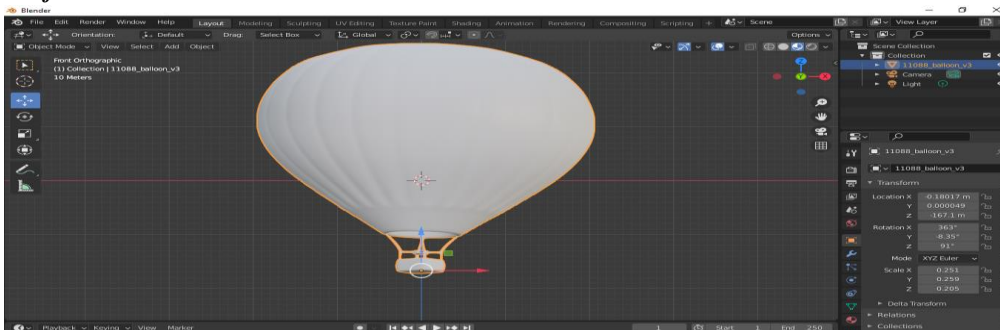 Blender
File Edit Render Window Help Layout Modeling Sculpting UV Editing Texture Paint Shading Animation Rendering Compositing Scripting + Scene View Layer
Orientation: Default Drag: Select Box Global Options
Object Mode View Select Add Object
Front Orthographic
(1) Collection | 11088_balloon_v3
10 Meters
Z
Y
X
Scene Collection
Collection
11088_balloon_v3
Camera
Light
11088_balloon_v3
11088_balloon_v3
Transform
Location X -0.18017 m
Y 0.000049
Z -167.1 m
Rotation X 363°
Y -8.35°
Z 91°
Mode XYZ Euler
Scale X 0.251
Y 0.259
Z 0.205
Delta Transform
Relations
Collections
Playback Keying View Marker 1 Start 1 End 250